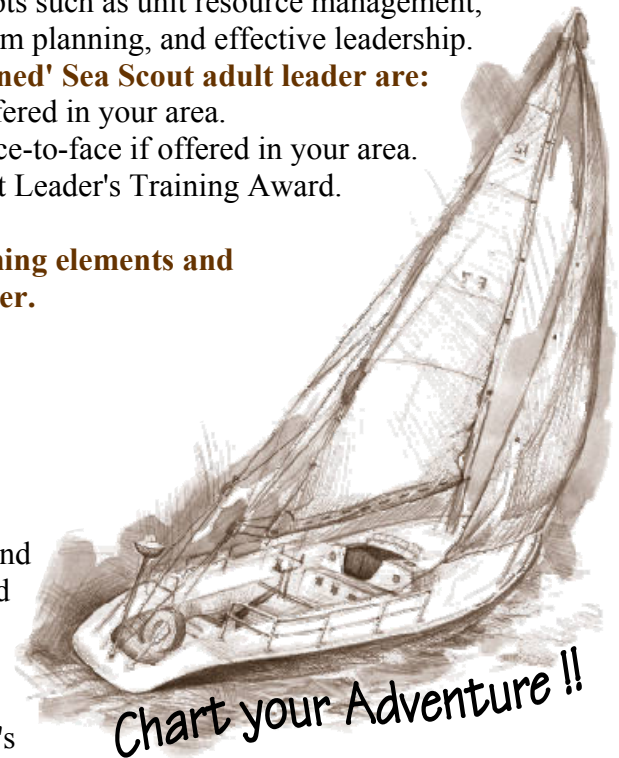 pts such as unit resource management,
m planning, and effective leadership.
ned' Sea Scout adult leader are:
fered in your area.
ce-to-face if offered in your area.
t Leader's Training Award.
ning elements and
er.
nd
d
's
Chart your Adventure !!